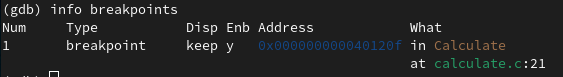 (gdb) info breakpoints
Num Type Disp Enb Address What
1 breakpoint keep y 0x000000000040120f in Calculate
at calculate.c:21
(gdb)